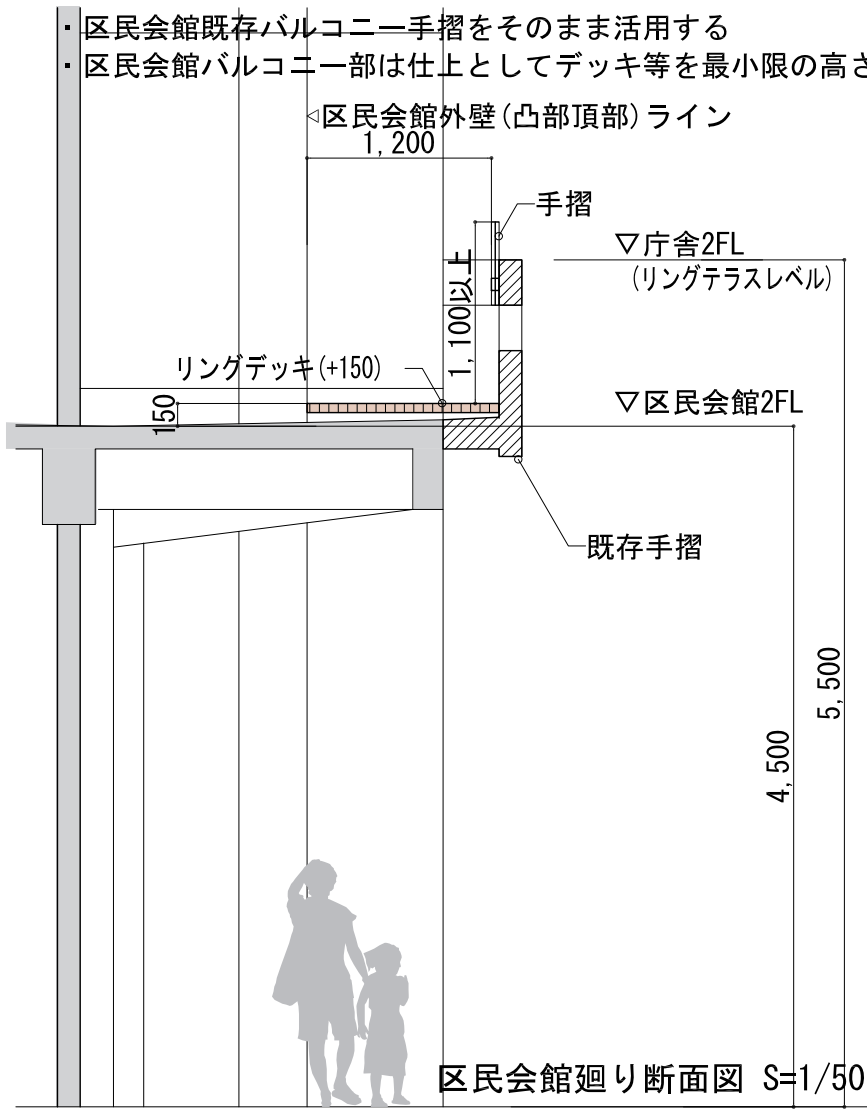 ・区民会館既存バルコニー手摺をそのまま活用する
・区民会館バルコニー部は仕上としてデッキ等を最小限の高さ
◁区民会館外壁(凸部頂部)ライン
1,200
手摺
▽庁舎2FL
(リングテラスレベル)
1,100以上
リングデッキ(+150)
150
▽区民会館2FL
既存手摺
5,500
4,500
区民会館廻り断面図 S=1/50